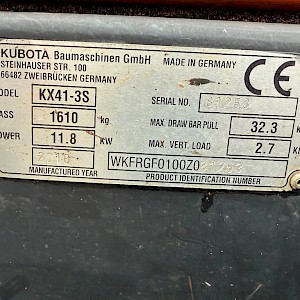 KUBOTA Baumaschinen GmbH
STEINHAUSER STR. 100
66482 ZWEIBRÜCKEN GERMANY
MADE IN GERMANY
CE
MODEL KX41-3S
SERIAL NO.
MASS 1610 kg
MAX. DRAW BAR PULL 32.3
POWER 11.8 KW
MAX. VERT. LOAD 2.7
MANUFACTURED YEAR
WKFRGF0100Z0
PRODUCT IDENTIFICATION NUMBER